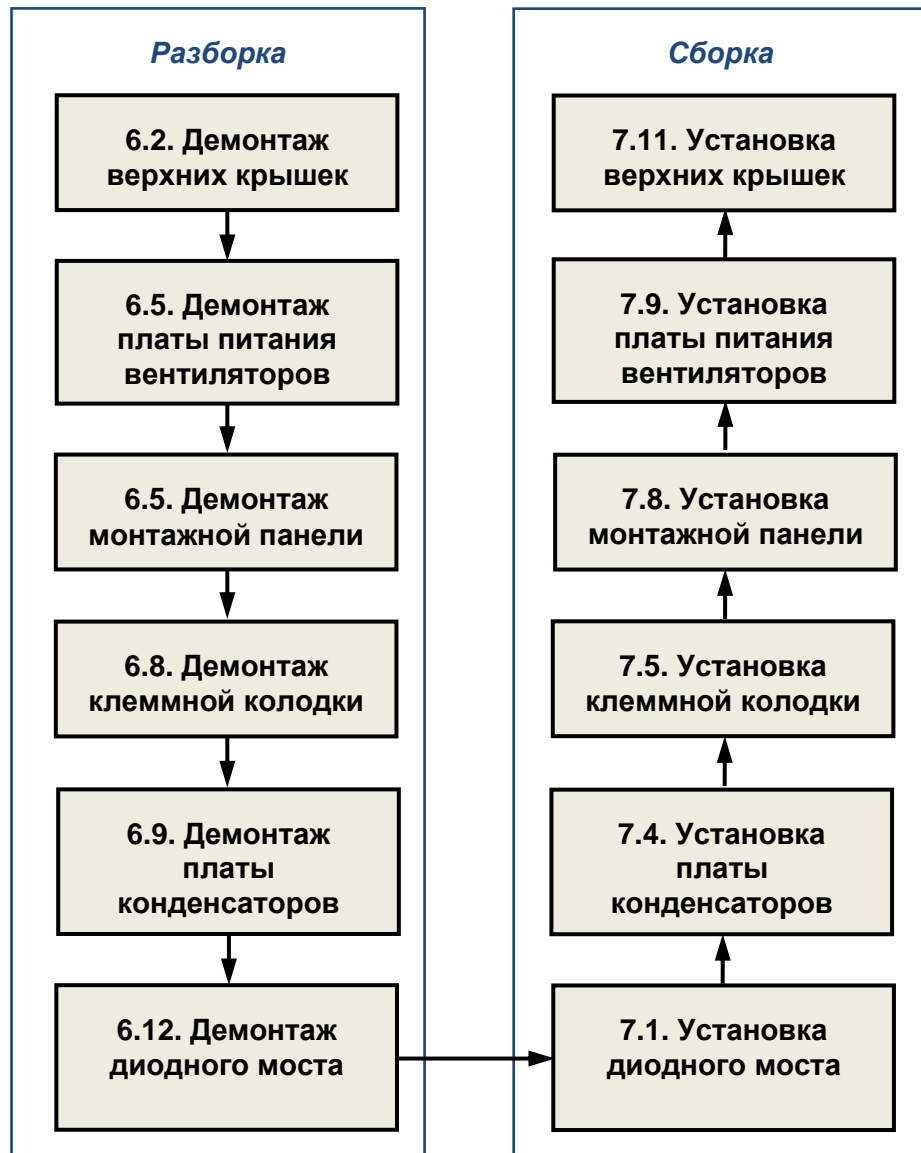 Разборка
6.2. Демонтаж
верхних крышек
6.5. Демонтаж
платы питания
вентиляторов
6.5. Демонтаж
монтажной панели
6.8. Демонтаж
клеммной колодки
6.9. Демонтаж
платы
конденсаторов
6.12. Демонтаж
диодного моста
Сборка
7.11. Установка
верхних крышек
7.9. Установка
платы питания
вентиляторов
7.8. Установка
монтажной панели
7.5. Установка
клеммной колодки
7.4. Установка
платы
конденсаторов
7.1. Установка
диодного моста